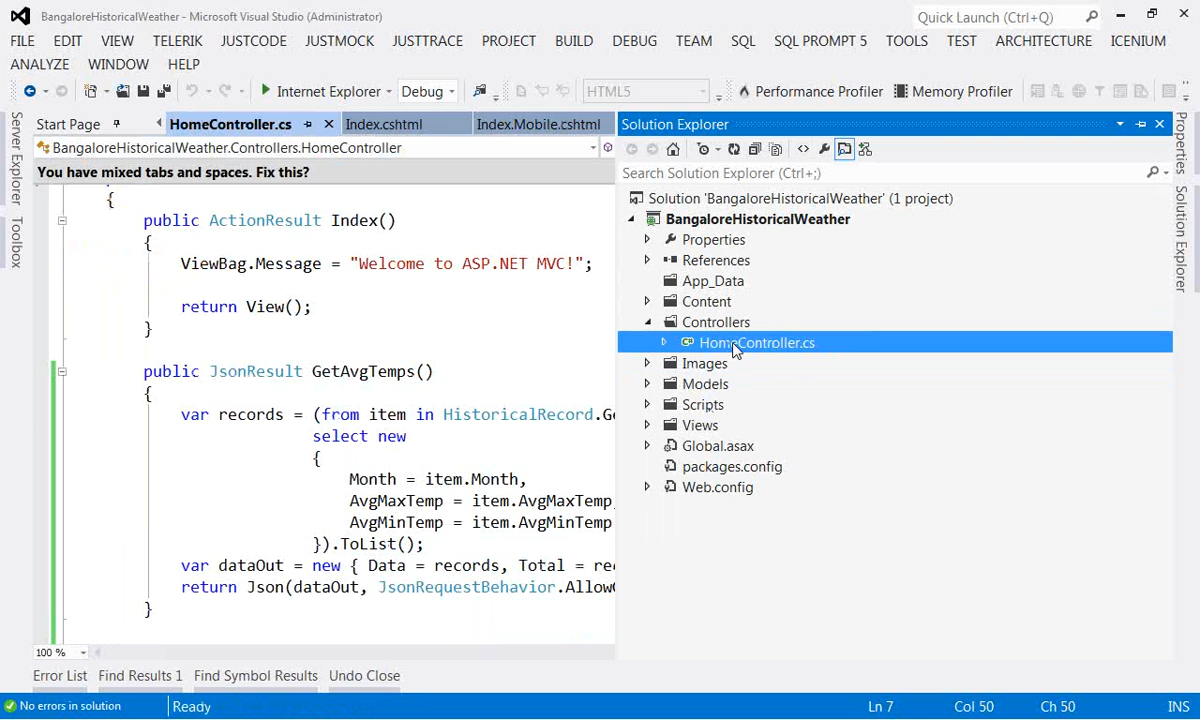 BangaloreHistoricalWeather - Microsoft Visual Studio (Administrator)
Quick Launch (Ctrl+Q)
FILE EDIT VIEW TELERIK JUSTCODE JUSTMOCK JUSTTRACE PROJECT BUILD DEBUG TEAM SQL SQL PROMPT 5 TOOLS TEST ARCHITECTURE ICENIUM
ANALYZE WINDOW HELP
Internet Explorer Debug HTML5 Performance Profiler Memory Profiler
Server Explorer
Toolbox
Start Page HomeController.cs Index.cshtml Index.Mobile.cshtml
BangaloreHistoricalWeather.Controllers.HomeController
You have mixed tabs and spaces. Fix this?
{
public ActionResult Index()
{
ViewBag.Message = "Welcome to ASP.NET MVC!";
return View();
}
public JsonResult GetAvgTemps()
{
var records = (from item in HistoricalRecord.Ge
select new
{
Month = item.Month,
AvgMaxTemp = item.AvgMaxTemp,
AvgMinTemp = item.AvgMinTemp
}).ToList();
var dataOut = new { Data = records, Total = rec
return Json(dataOut, JsonRequestBehavior.AllowG
}
100 %
Solution Explorer
Search Solution Explorer (Ctrl+;)
Solution 'BangaloreHistoricalWeather' (1 project)
BangaloreHistoricalWeather
Properties
References
App_Data
Content
Controllers
HomeController.cs
Images
Models
Scripts
Views
Global.asax
packages.config
Web.config
Properties
Solution Explorer
Error List Find Results 1 Find Symbol Results Undo Close
No errors in solution Ready Ln 7 Col 50 Ch 50 INS